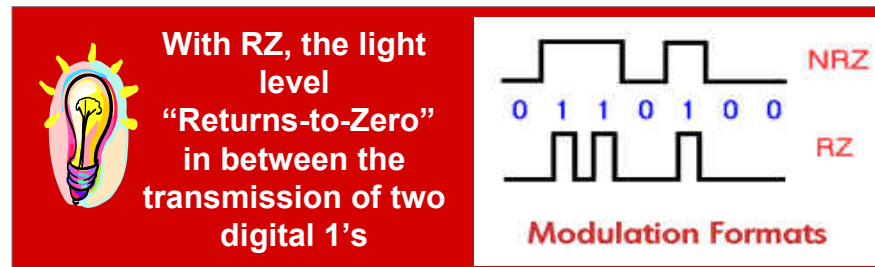 With RZ, the light
level
“Returns-to-Zero”
in between the
transmission of two
digital 1’s
NRZ
0 1 1 0 1 0 0
RZ
Modulation Formats